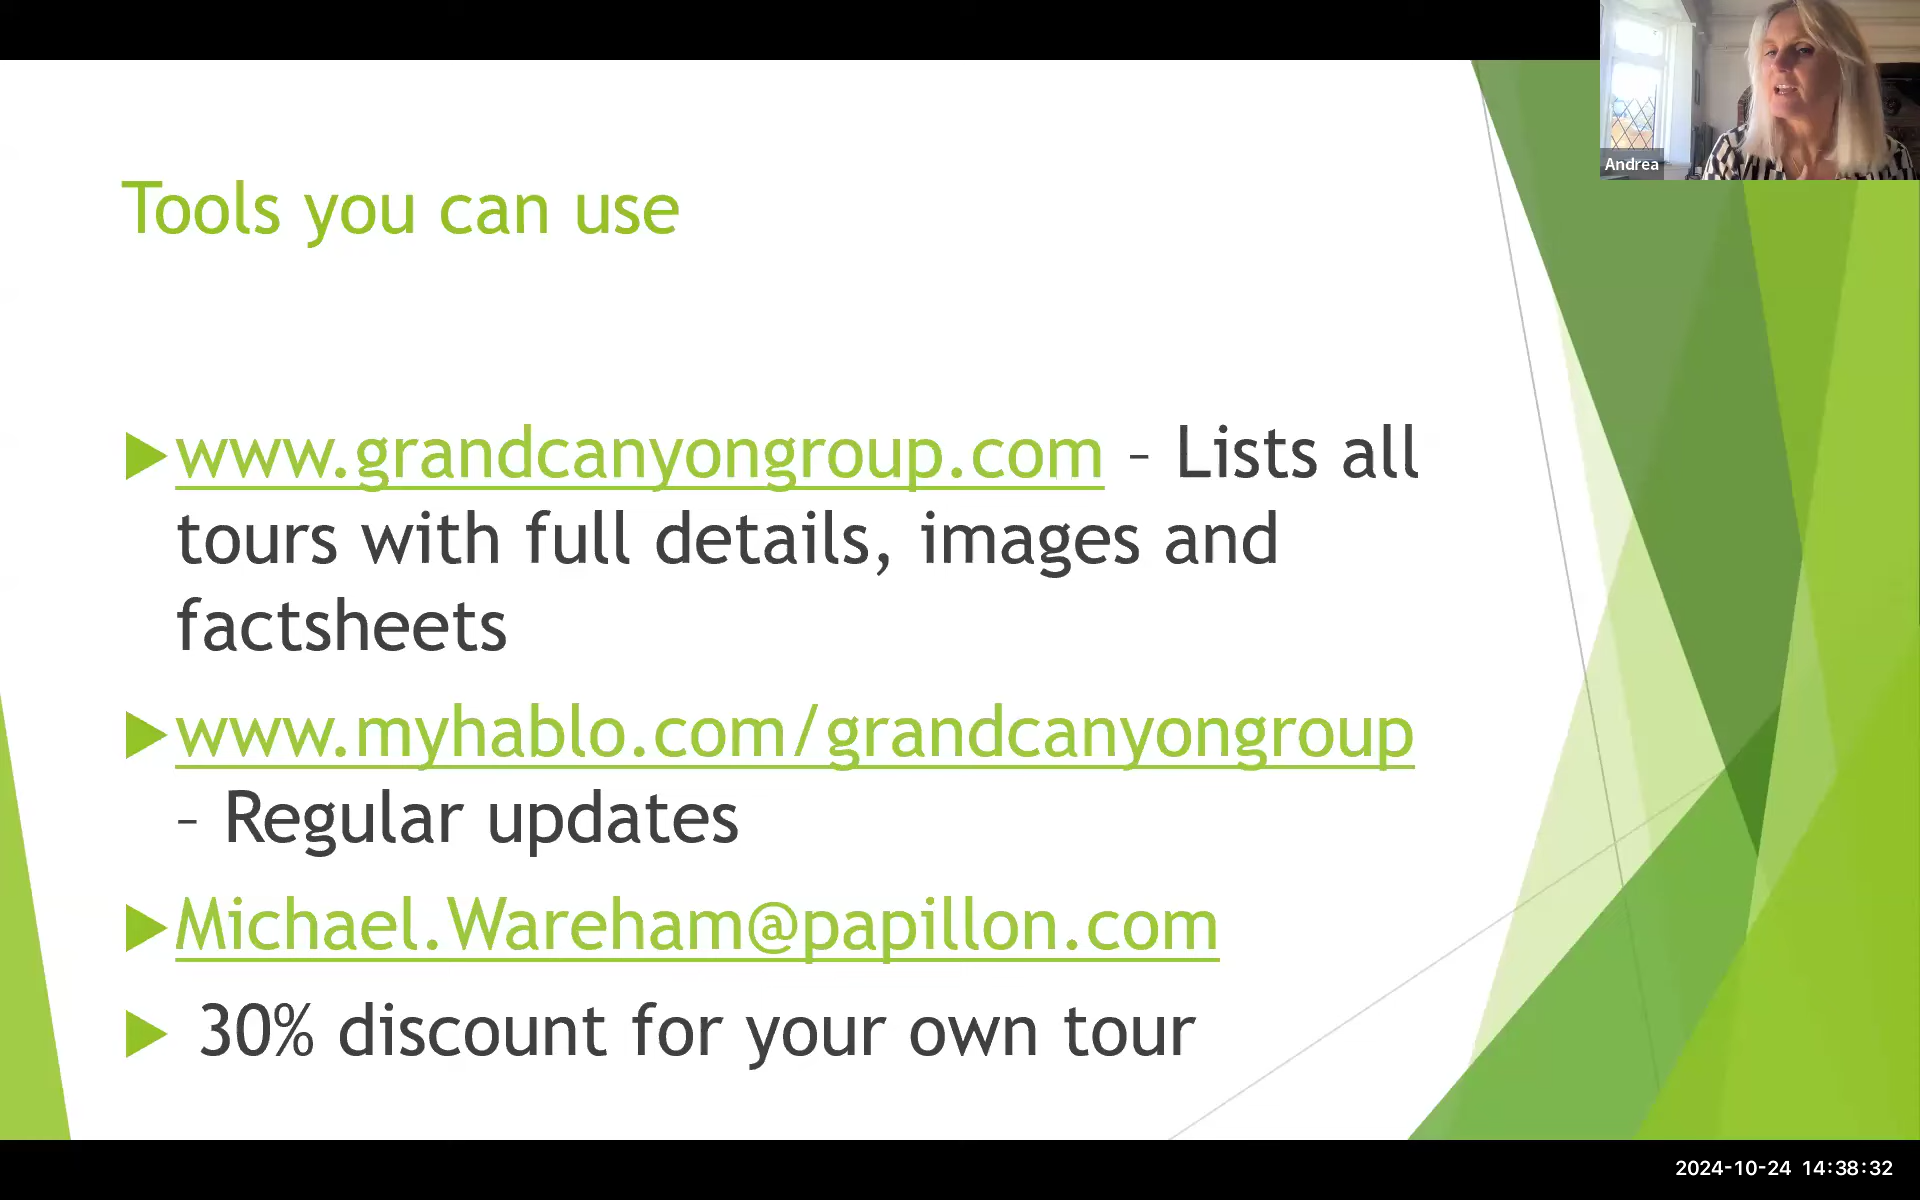 Andrea
Tools you can use
www.grandcanyongroup.com – Lists all
tours with full details, images and
factsheets
www.myhablo.com/grandcanyongroup
– Regular updates
Michael.Wareham@papillon.com
30% discount for your own tour
2024-10-24 14:38:32